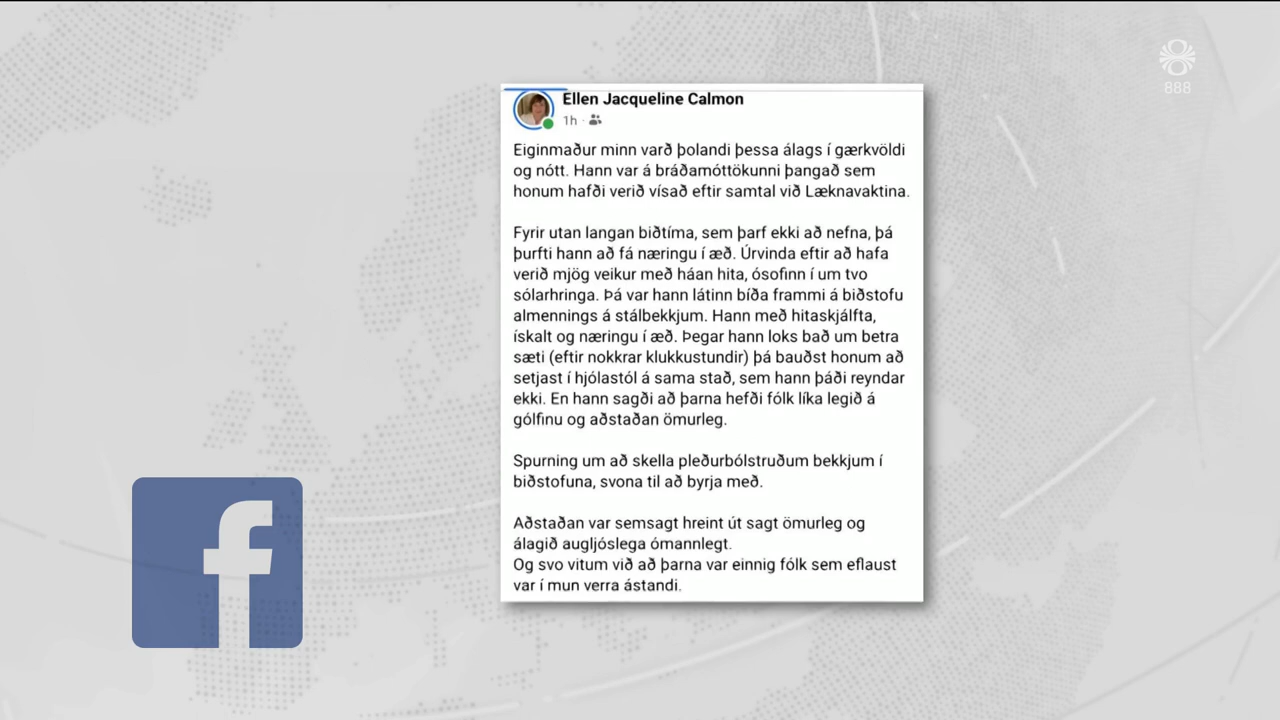 888
Ellen Jacqueline Calmon
1h ·
Eiginmaður minn varð þolandi þessa álags í gærkvöldi
og nótt. Hann var á bráðamóttökunni þangað sem
honum hafði verið vísað eftir samtal við Læknavaktina.
Fyrir utan langan biðtíma, sem þarf ekki að nefna, þá
þurfti hann að fá næringu í æð. Úrvinda eftir að hafa
verið mjög veikur með háan hita, ósofinn í um tvo
sólarhringa. Þá var hann látinn bíða frammi á biðstofu
almennings á stálbekkjum. Hann með hitaskjálfta,
ískalt og næringu í æð. Þegar hann loks bað um betra
sæti (eftir nokkrar klukkustundir) þá bauðst honum að
setjast í hjólastól á sama stað, sem hann þáði reyndar
ekki. En hann sagði að þarna hefði fólk líka legið á
gólfinu og aðstaðan ömurleg.
Spurning um að skella pleðurbólstruðum bekkjum í
biðstofuna, svona til að byrja með.
Aðstaðan var semsagt hreint út sagt ömurleg og
álagið augljóslega ómannlegt.
Og svo vitum við að þarna var einnig fólk sem eflaust
var í mun verra ástandi.